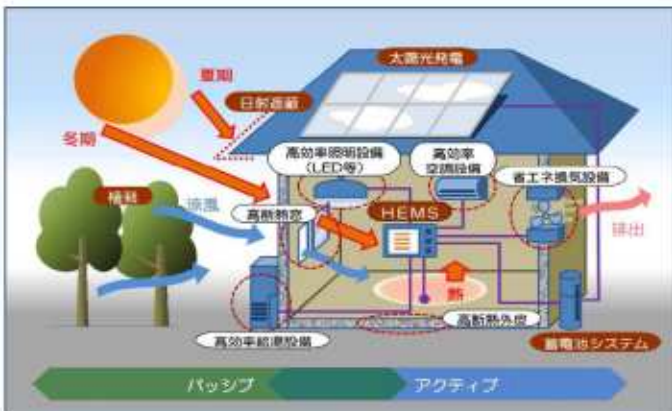 太陽光発電
夏期
日射遮蔽
冬期
高効率照明設備
(LED等)
高効率
空調設備
省エネ換気設備
植栽
涼風
高断熱窓
HEMS
排出
熱
高効率給湯設備
高断熱外皮
蓄電池システム
パッシブ
アクティブ